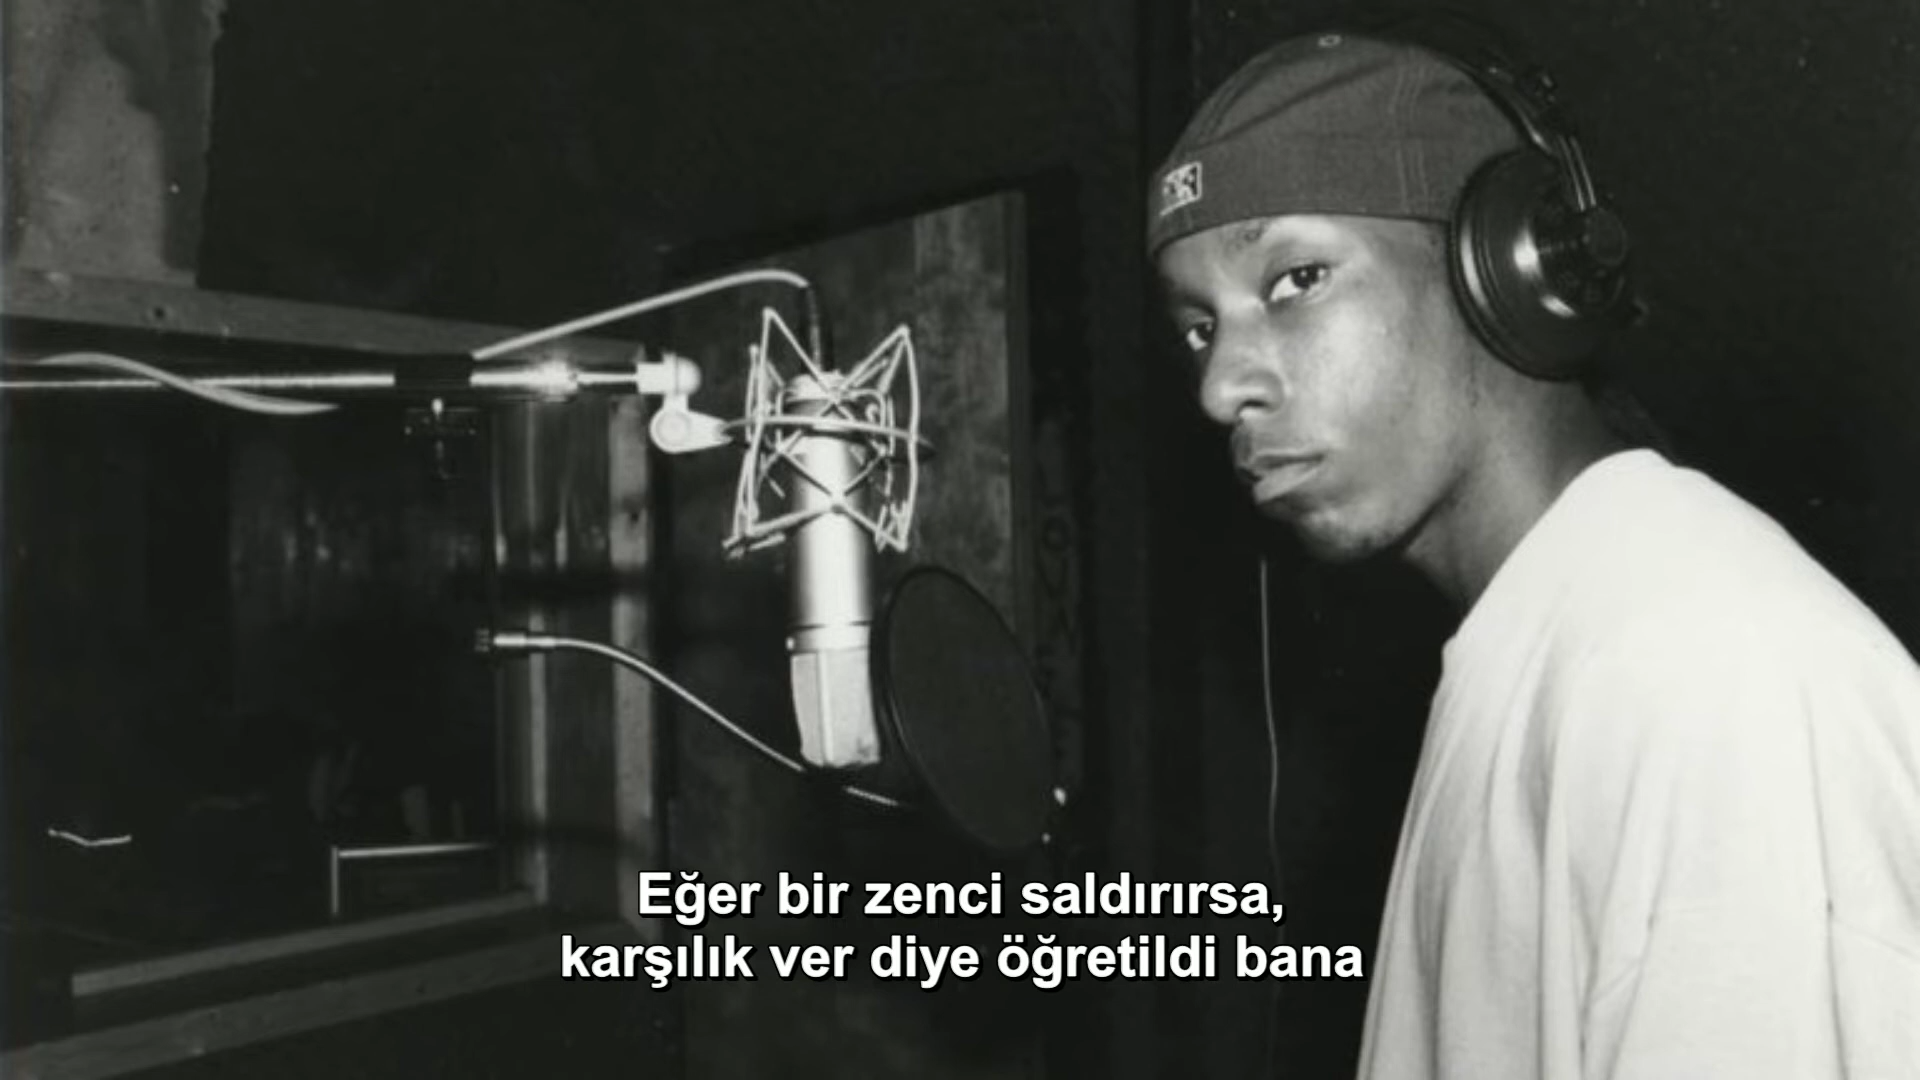 Eğer bir zenci saldırırsa,
karşılık ver diye öğretildi bana